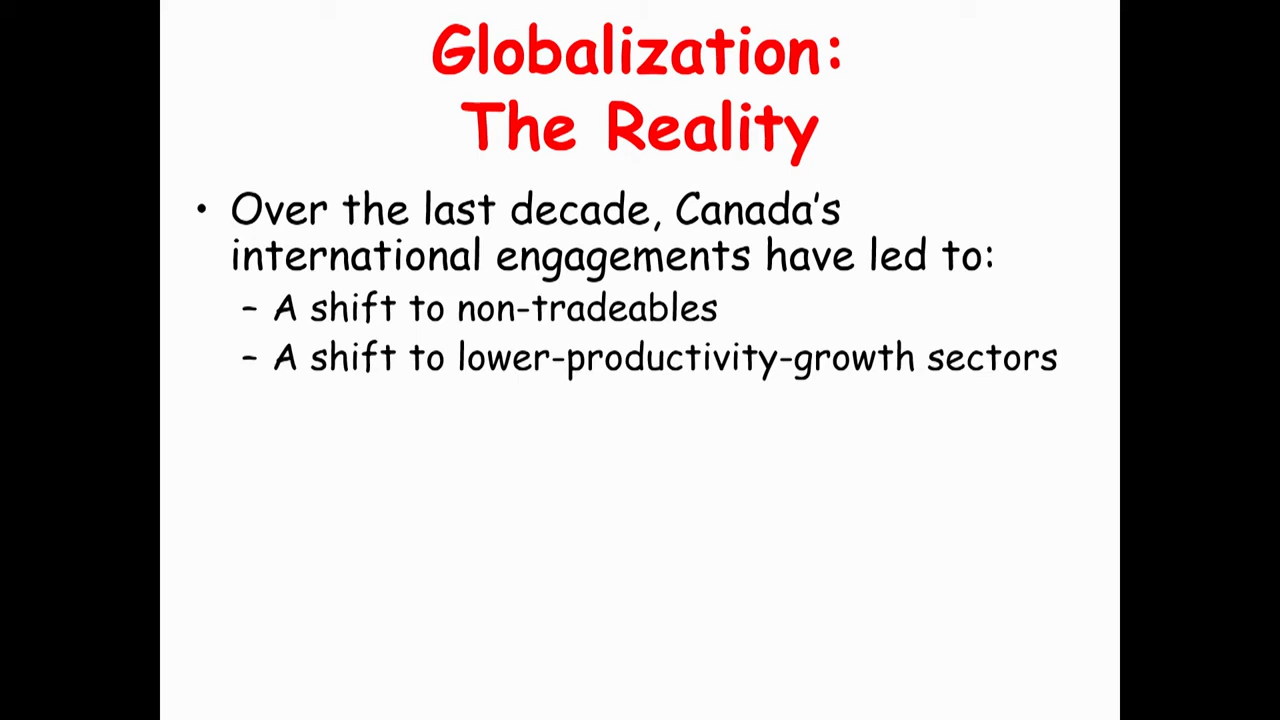 Globalization:
The Reality
• Over the last decade, Canada's
international engagements have led to:
– A shift to non-tradeables
– A shift to lower-productivity-growth sectors